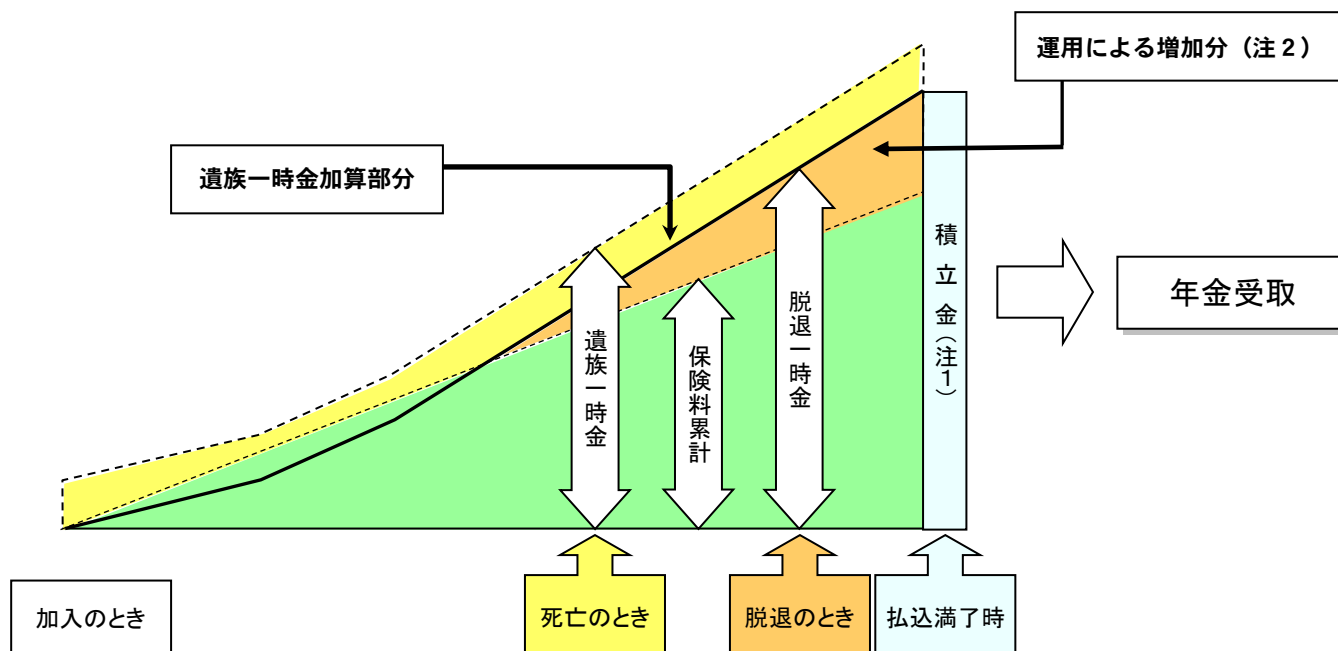 運用による増加分（注２）
遺族一時金加算部分
積立金（注１）
年金受取
遺族一時金
保険料累計
脱退一時金
加入のとき
死亡のとき
脱退のとき
払込満了時